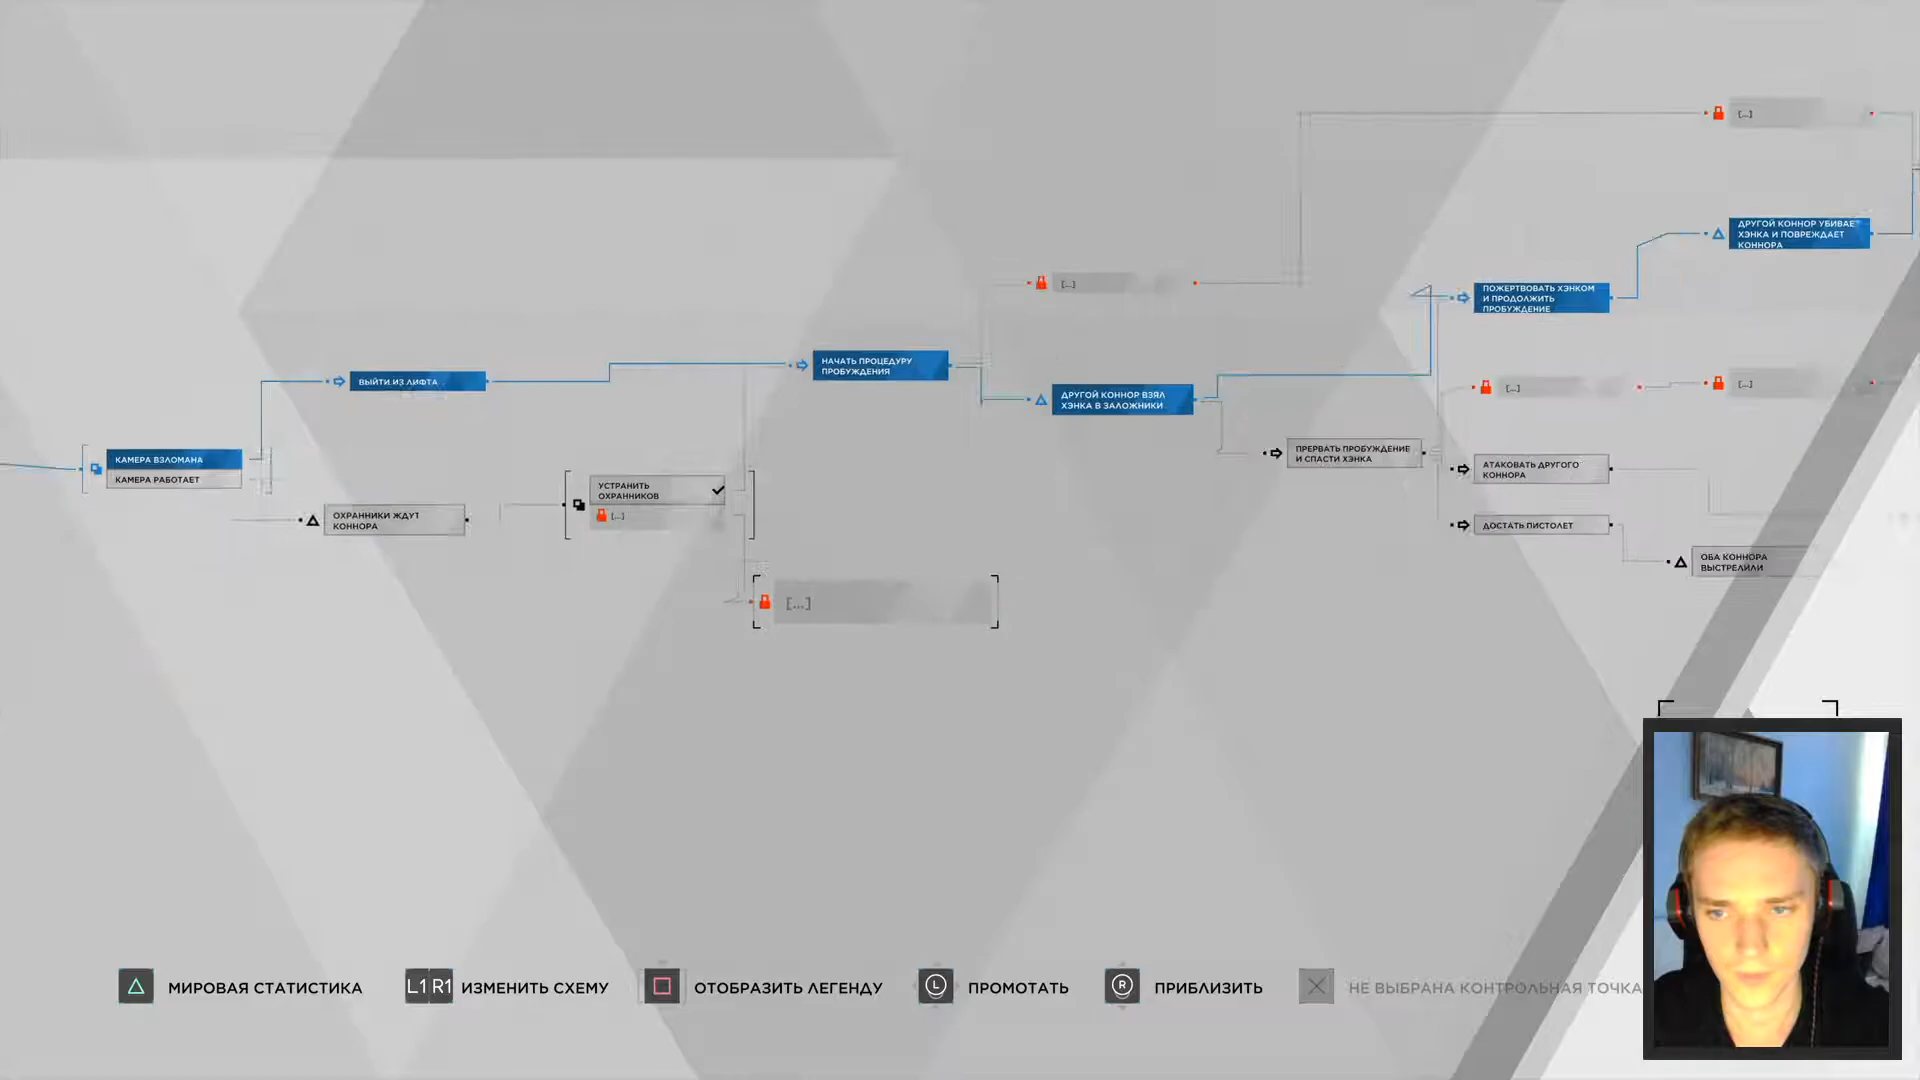 [...]
ДРУГОЙ КОННОР УБИВАЕТ
ХЭНКА И ПОВРЕЖДАЕТ
КОННОРА
[...]
ПОЖЕРТВОВАТЬ ХЭНКОМ
И ПРОДОЛЖИТЬ
ПРОБУЖДЕНИЕ
НАЧАТЬ ПРОЦЕДУРУ
ПРОБУЖДЕНИЯ
ВЫЙТИ ИЗ ЛИФТА
[...]
[...]
ДРУГОЙ КОННОР ВЗЯЛ
ХЭНКА В ЗАЛОЖНИКИ
КАМЕРА ВЗЛОМАНА
КАМЕРА РАБОТАЕТ
ПРЕРВАТЬ ПРОБУЖДЕНИЕ
И СПАСТИ ХЭНКА
АТАКОВАТЬ ДРУГОГО
КОННОРА
УСТРАНИТЬ
ОХРАННИКОВ
[...]
ОХРАННИКИ ЖДУТ
КОННОРА
ДОСТАТЬ ПИСТОЛЕТ
ОБА КОННОРА
ВЫСТРЕЛИЛИ
[...]
МИРОВАЯ СТАТИСТИКА
L1 R1 ИЗМЕНИТЬ СХЕМУ
ОТОБРАЗИТЬ ЛЕГЕНДУ
L ПРОМОТАТЬ
R ПРИБЛИЗИТЬ
НЕ ВЫБРАНА КОНТРОЛЬНАЯ ТОЧКА